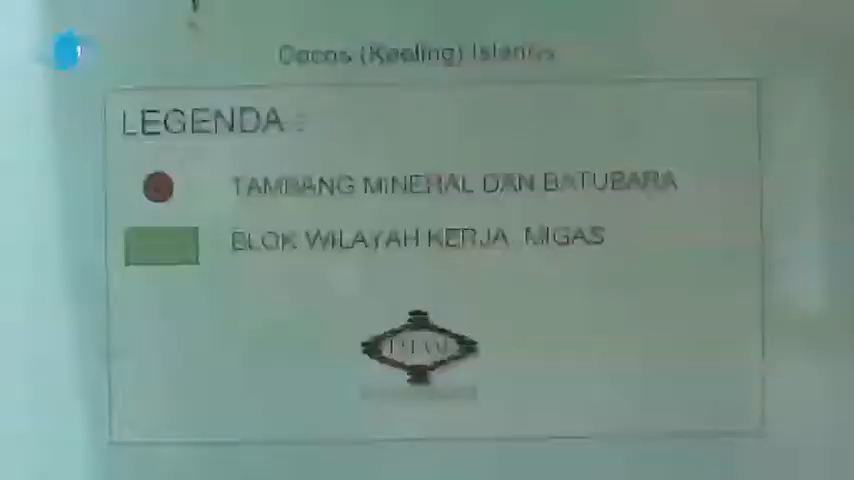 Cocos (Keeling) Islands
LEGENDA :
TAMBANG MINERAL DAN BATUBARA
BLOK WILAYAH KERJA MIGAS